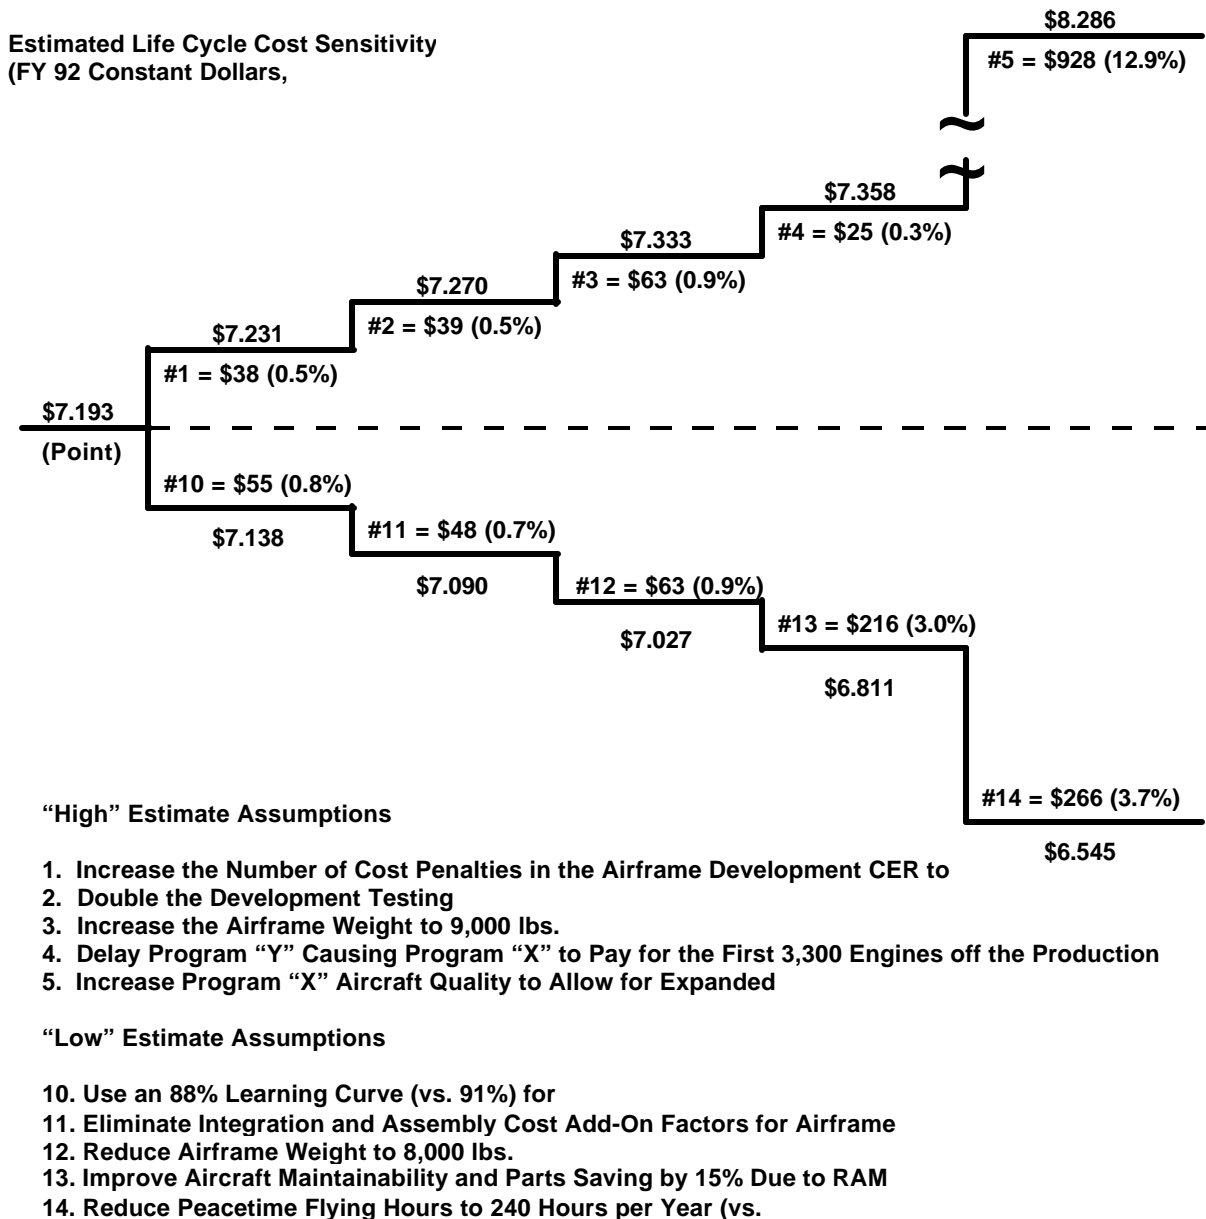 Estimated Life Cycle Cost Sensitivity
(FY 92 Constant Dollars,
$8.286
#5 = $928 (12.9%)
$7.358
#4 = $25 (0.3%)
$7.333
#3 = $63 (0.9%)
$7.270
#2 = $39 (0.5%)
$7.231
#1 = $38 (0.5%)
$7.193
(Point)
#10 = $55 (0.8%)
$7.138
#11 = $48 (0.7%)
$7.090
#12 = $63 (0.9%)
$7.027
#13 = $216 (3.0%)
$6.811
#14 = $266 (3.7%)
$6.545
“High” Estimate Assumptions
1. Increase the Number of Cost Penalties in the Airframe Development CER to
2. Double the Development Testing
3. Increase the Airframe Weight to 9,000 lbs.
4. Delay Program “Y” Causing Program “X” to Pay for the First 3,300 Engines off the Production
5. Increase Program “X” Aircraft Quality to Allow for Expanded
“Low” Estimate Assumptions
10. Use an 88% Learning Curve (vs. 91%) for
11. Eliminate Integration and Assembly Cost Add-On Factors for Airframe
12. Reduce Airframe Weight to 8,000 lbs.
13. Improve Aircraft Maintainability and Parts Saving by 15% Due to RAM
14. Reduce Peacetime Flying Hours to 240 Hours per Year (vs.